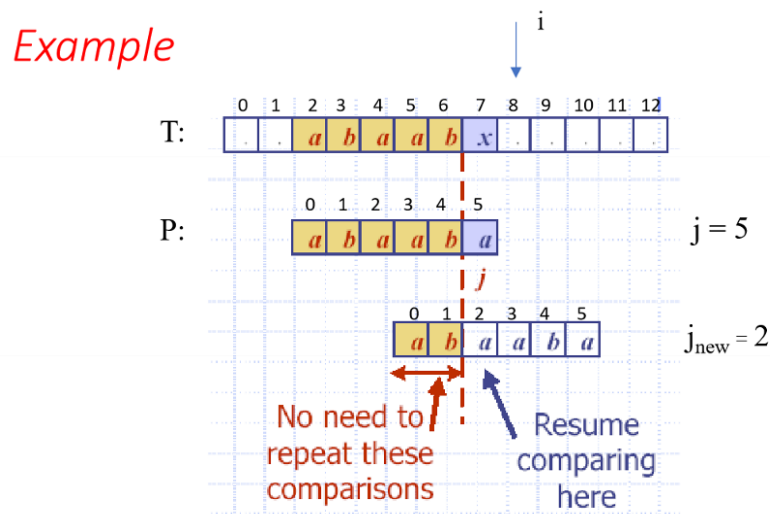 Example
i
0 1 2 3 4 5 6 7 8 9 10 11 12
T: . . a b a a b x . . . . .
0 1 2 3 4 5
P: a b a a b a j = 5
j
0 1 2 3 4 5
a b a a b a jnew = 2
No need to
repeat these
comparisons
Resume
comparing
here